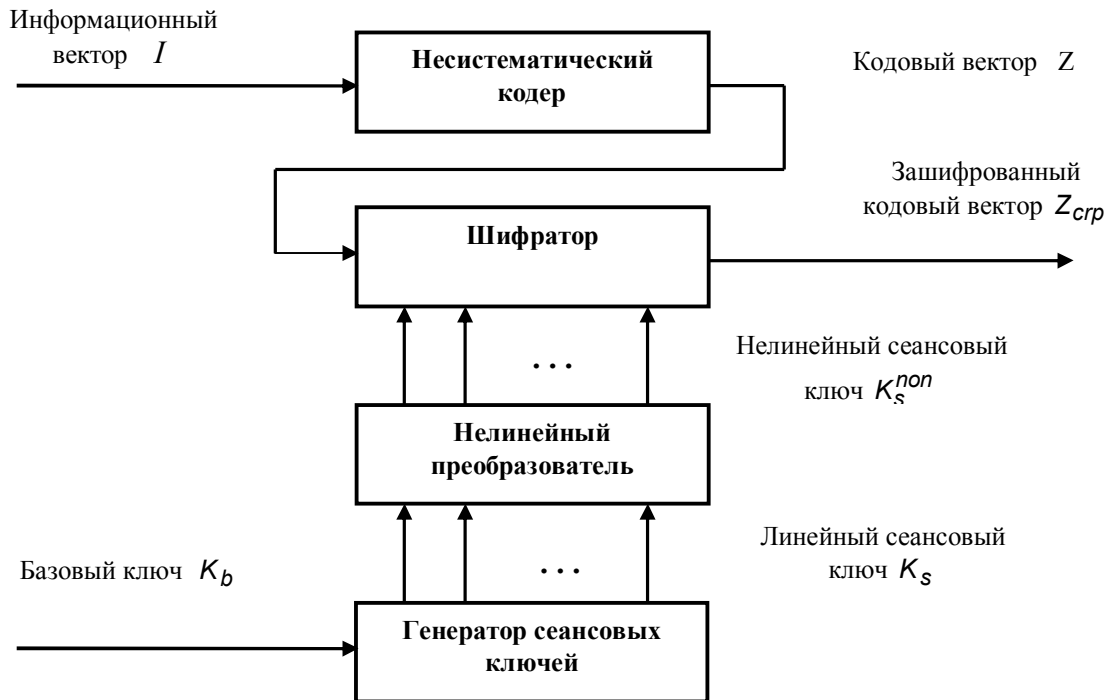 Информационный
вектор I
Несистематический
кодер
Кодовый вектор Z
Зашифрованный
кодовый вектор Z_crp
Шифратор
Нелинейный сеансовый
ключ K_s^non
. . .
Нелинейный
преобразователь
Линейный сеансовый
ключ K_s
. . .
Базовый ключ K_b
Генератор сеансовых
ключей